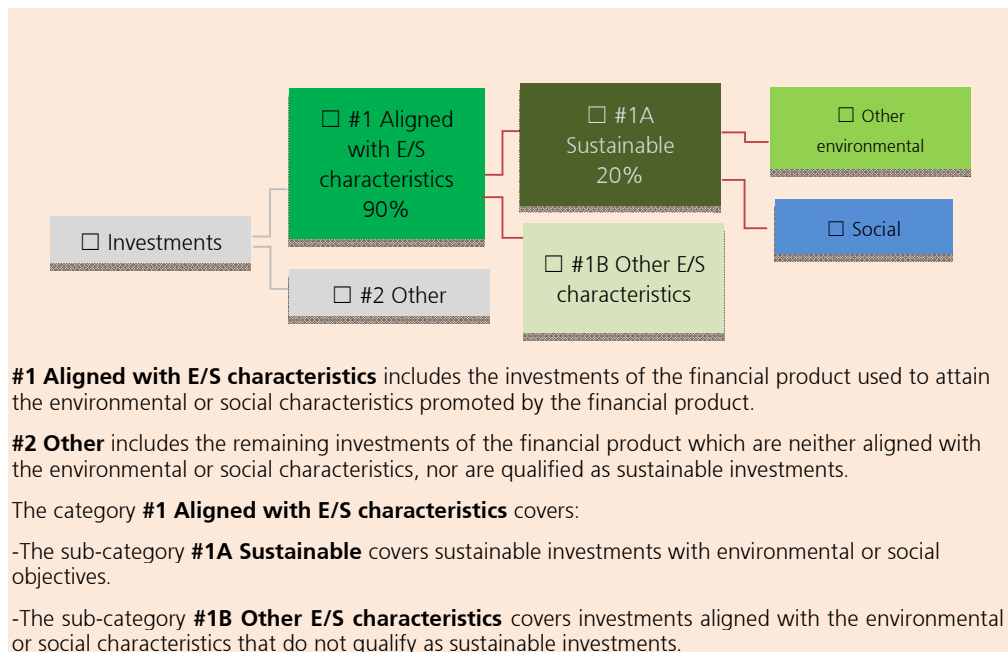 ☐ #1 Aligned
with E/S
characteristics
90%
☐ #1A
Sustainable
20%
☐ Other
environmental
☐ Investments
☐ Social
☐ #1B Other E/S
characteristics
☐ #2 Other
#1 Aligned with E/S characteristics includes the investments of the financial product used to attain
the environmental or social characteristics promoted by the financial product.
#2 Other includes the remaining investments of the financial product which are neither aligned with
the environmental or social characteristics, nor are qualified as sustainable investments.
The category #1 Aligned with E/S characteristics covers:
-The sub-category #1A Sustainable covers sustainable investments with environmental or social
objectives.
-The sub-category #1B Other E/S characteristics covers investments aligned with the environmental
or social characteristics that do not qualify as sustainable investments.